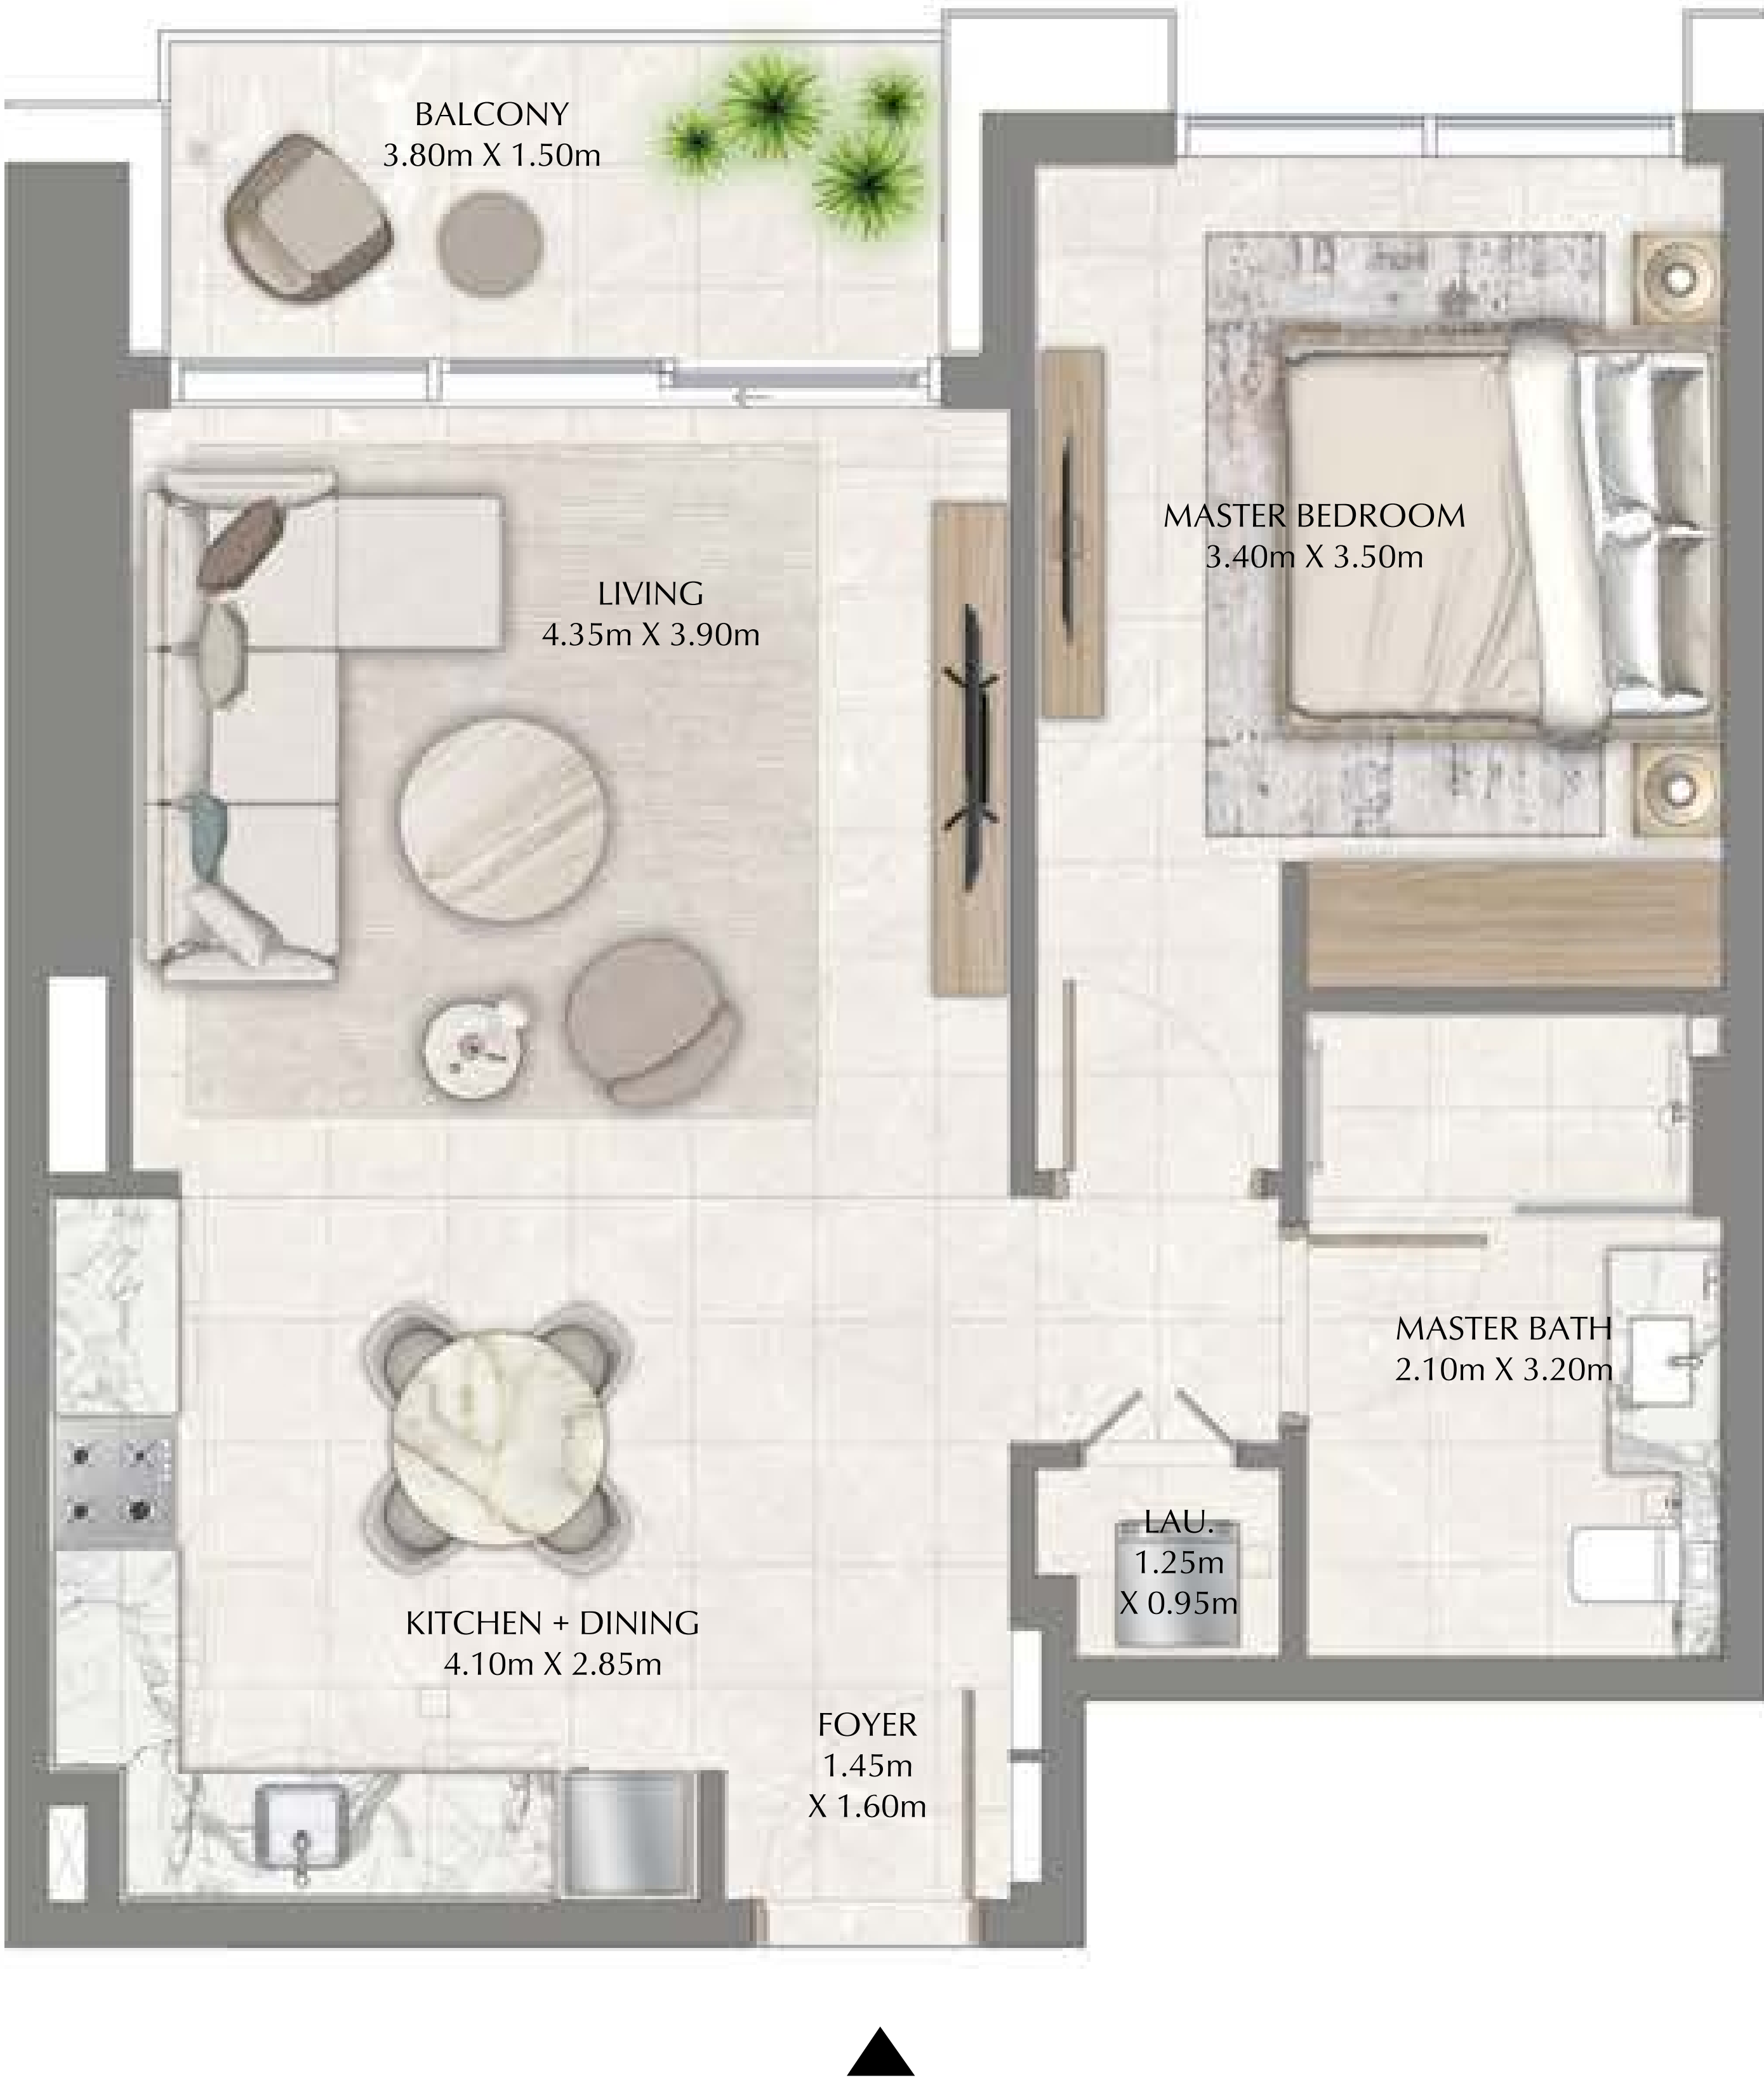 BALCONY
3.80m X 1.50m
MASTER BEDROOM
3.40m X 3.50m
LIVING
4.35m X 3.90m
MASTER BATH
2.10m X 3.20m
LAU.
1.25m
X 0.95m
KITCHEN + DINING
4.10m X 2.85m
FOYER
1.45m
X 1.60m